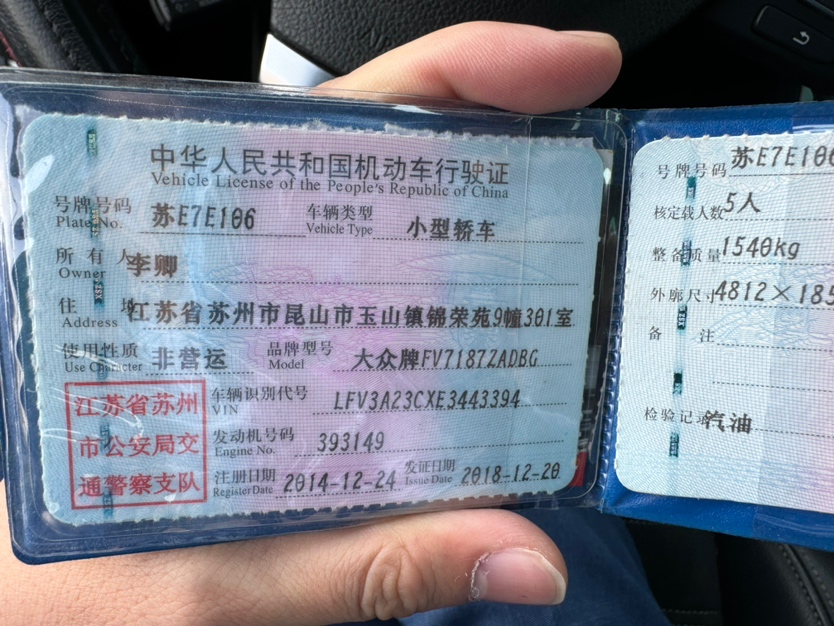 中华人民共和国机动车行驶证
Vehicle License of the People's Republic of China
号牌号码 苏E7E106 车辆类型 小型轿车
Plate No. Vehicle Type
所有人 李卿
Owner
住址 江苏省苏州市昆山市玉山镇锦荣苑9幢301室
Address
使用性质 非营运 品牌型号 大众牌FV7187ZADBG
Use Character Model
江苏省苏州
市公安局交
通警察支队
车辆识别代号 LFV3A23CXE3443394
VIN
发动机号码 393149
Engine No.
注册日期 2014-12-24 发证日期 2018-12-20
Register Date Issue Date
号牌号码 苏E7E106
核定载人数 5人
整备质量 1540kg
外廓尺寸 4812×185
备注
检验记录 汽油